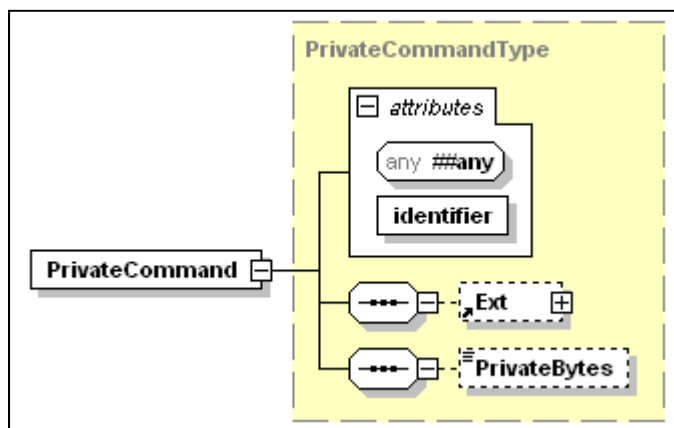 PrivateCommandType
attributes
any ##any
identifier
PrivateCommand
Ext
PrivateBytes